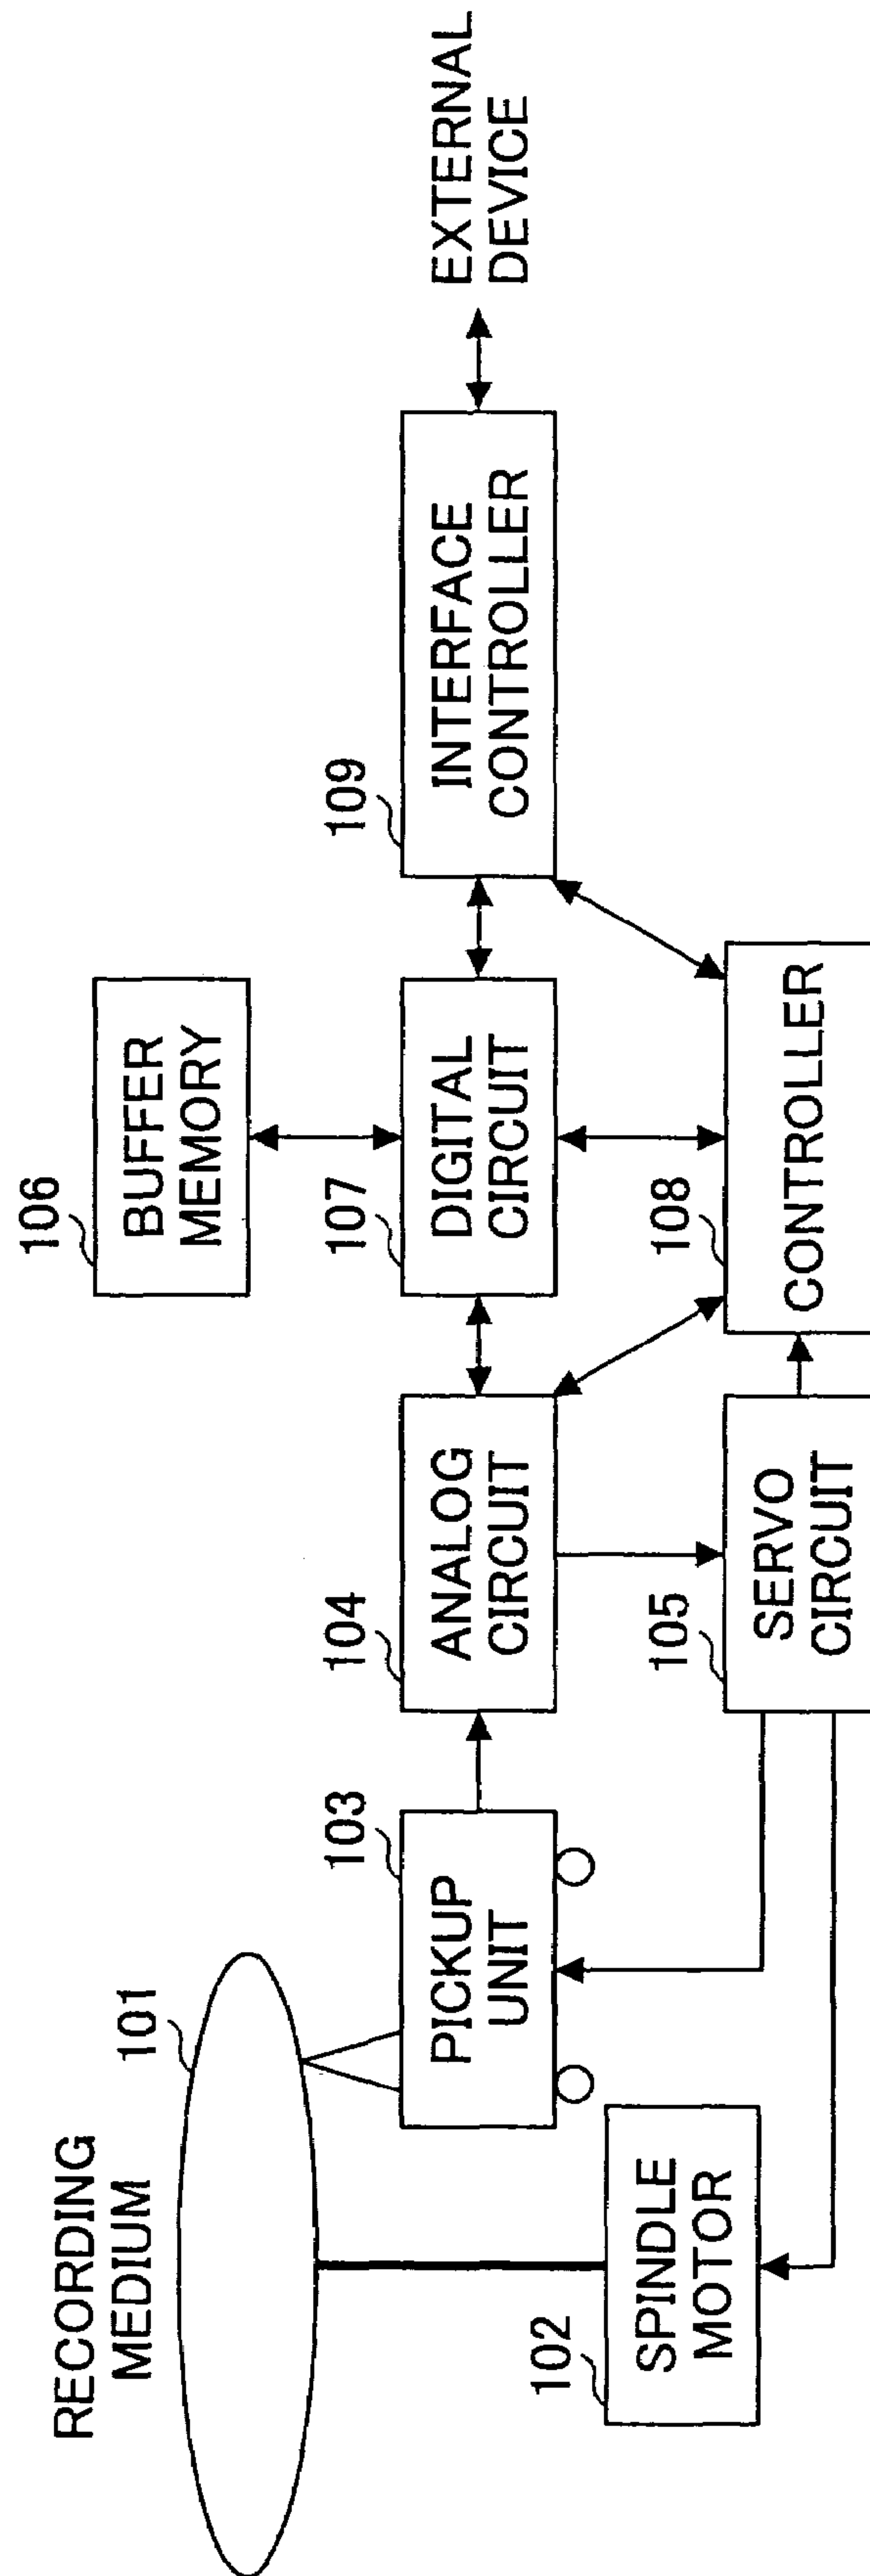 RECORDING
MEDIUM
101
102
SPINDLE
MOTOR
103
PICKUP
UNIT
104
ANALOG
CIRCUIT
105
SERVO
CIRCUIT
106
BUFFER
MEMORY
107
DIGITAL
CIRCUIT
108
CONTROLLER
109
INTERFACE
CONTROLLER
EXTERNAL
DEVICE